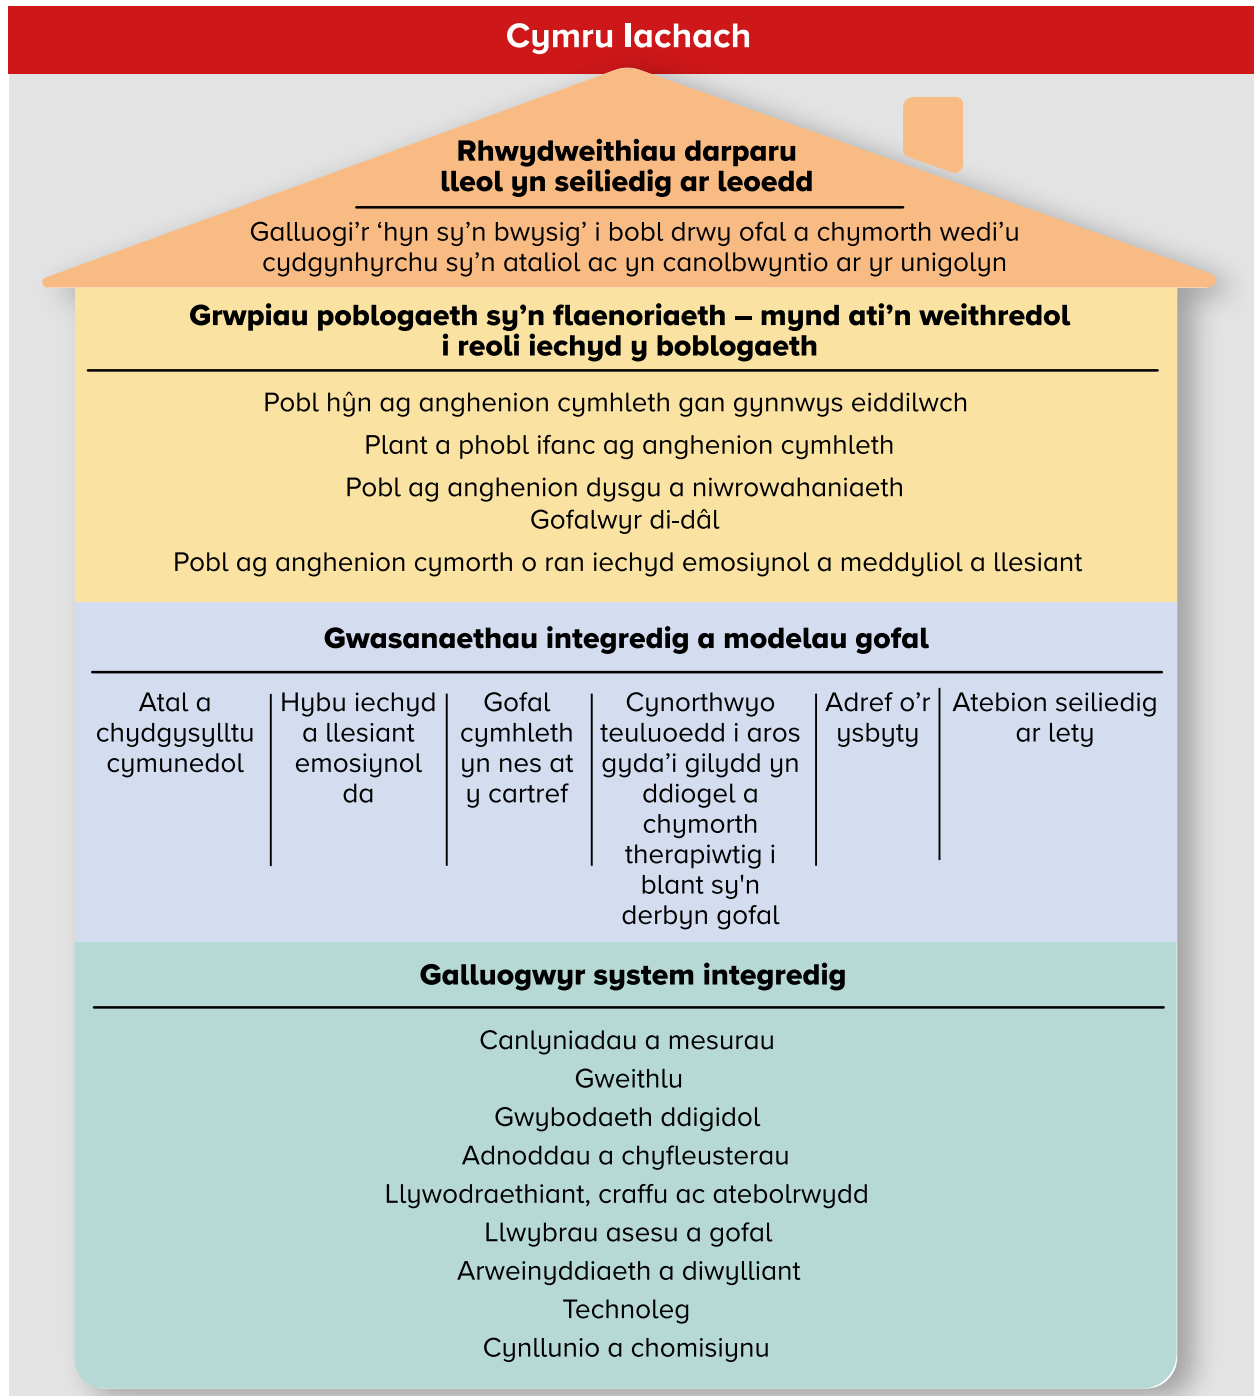 Cymru Iachach
Rhwydweithiau darparu
lleol yn seiliedig ar leoedd
Galluogi’r ‘hyn sy’n bwysig’ i bobl drwy ofal a chymorth wedi’u
cydgynhyrchu sy’n ataliol ac yn canolbwyntio ar yr unigolyn
Grwpiau poblogaeth sy’n flaenoriaeth – mynd ati’n weithredol
i reoli iechyd y boblogaeth
Pobl hŷn ag anghenion cymhleth gan gynnwys eiddilwch
Plant a phobl ifanc ag anghenion cymhleth
Pobl ag anghenion dysgu a niwrowahaniaeth
Gofalwyr di-dâl
Pobl ag anghenion cymorth o ran iechyd emosiynol a meddyliol a llesiant
Gwasanaethau integredig a modelau gofal
Atal a
chydgysylltu
cymunedol
Hybu iechyd
a llesiant
emosiynol
da
Gofal
cymhleth
yn nes at
y cartref
Cynorthwyo
teuluoedd i aros
gyda’i gilydd yn
ddiogel a
chymorth
therapiwtig i
blant sy'n
derbyn gofal
Adref o’r
ysbyty
Atebion seiliedig
ar lety
Galluogwyr system integredig
Canlyniadau a mesurau
Gweithlu
Gwybodaeth ddigidol
Adnoddau a chyfleusterau
Llywodraethiant, craffu ac atebolrwydd
Llwybrau asesu a gofal
Arweinyddiaeth a diwylliant
Technoleg
Cynllunio a chomisiynu